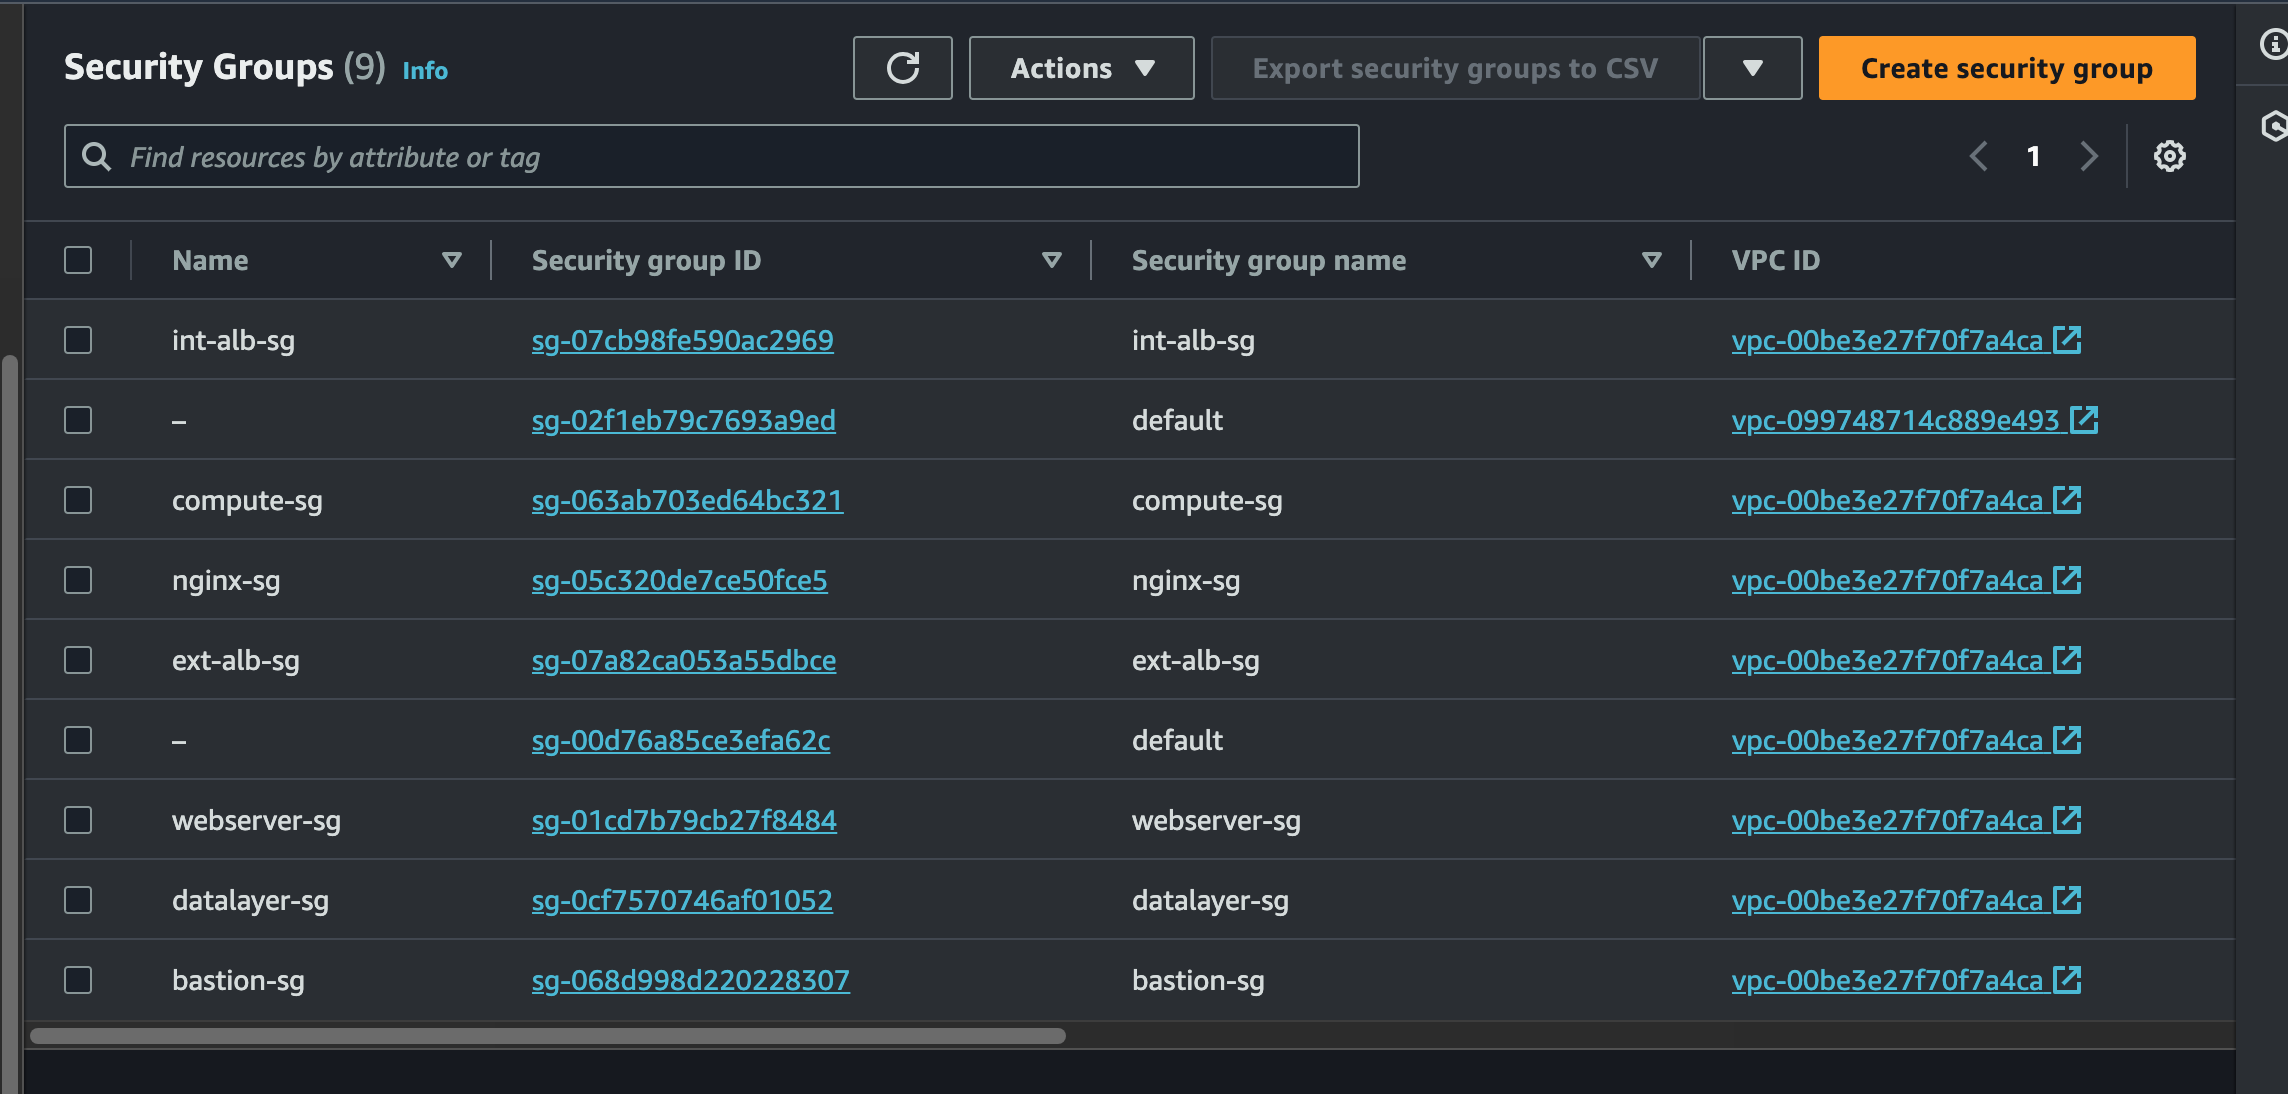 Security Groups (9) Info
Actions
Export security groups to CSV
Create security group
Find resources by attribute or tag
1
Name Security group ID Security group name VPC ID
int-alb-sg sg-07cb98fe590ac2969 int-alb-sg vpc-00be3e27f70f7a4ca
– sg-02f1eb79c7693a9ed default vpc-099748714c889e493
compute-sg sg-063ab703ed64bc321 compute-sg vpc-00be3e27f70f7a4ca
nginx-sg sg-05c320de7ce50fce5 nginx-sg vpc-00be3e27f70f7a4ca
ext-alb-sg sg-07a82ca053a55dbce ext-alb-sg vpc-00be3e27f70f7a4ca
– sg-00d76a85ce3efa62c default vpc-00be3e27f70f7a4ca
webserver-sg sg-01cd7b79cb27f8484 webserver-sg vpc-00be3e27f70f7a4ca
datalayer-sg sg-0cf7570746af01052 datalayer-sg vpc-00be3e27f70f7a4ca
bastion-sg sg-068d998d220228307 bastion-sg vpc-00be3e27f70f7a4ca